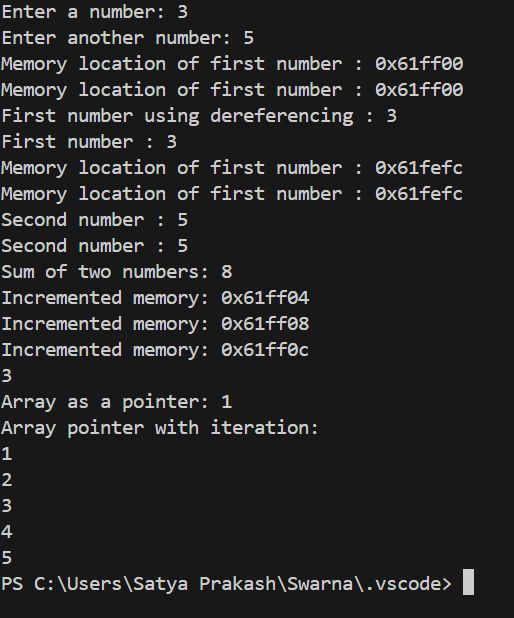 Enter a number: 3
Enter another number: 5
Memory location of first number : 0x61ff00
Memory location of first number : 0x61ff00
First number using dereferencing : 3
First number : 3
Memory location of first number : 0x61fefc
Memory location of first number : 0x61fefc
Second number : 5
Second number : 5
Sum of two numbers: 8
Incremented memory: 0x61ff04
Incremented memory: 0x61ff08
Incremented memory: 0x61ff0c
3
Array as a pointer: 1
Array pointer with iteration:
1
2
3
4
5
PS C:\Users\Satya Prakash\Swarna\.vscode>